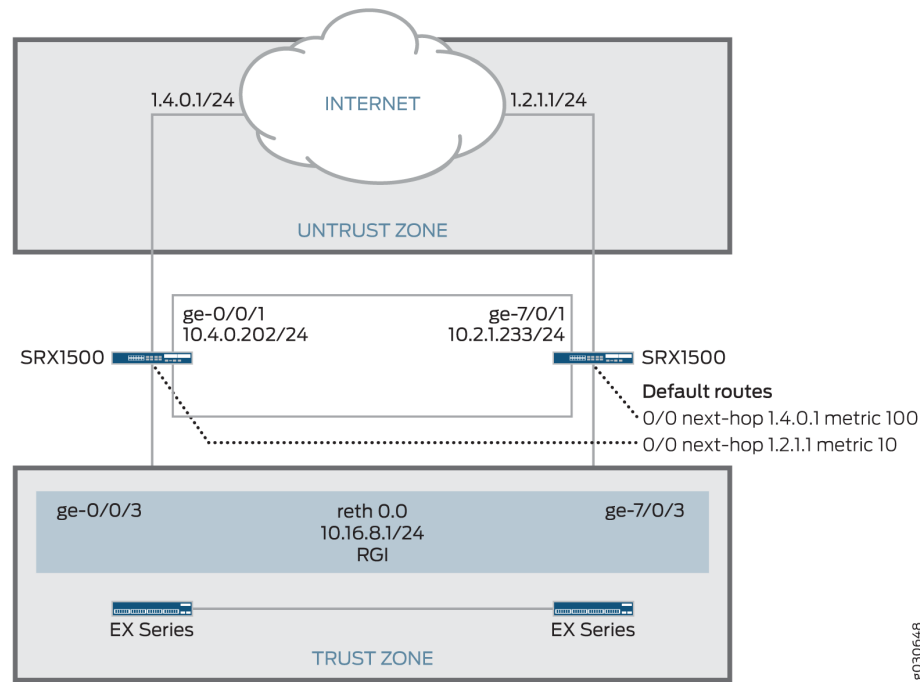 1.4.0.1/24
INTERNET
1.2.1.1/24
UNTRUST ZONE
ge-0/0/1
10.4.0.202/24
ge-7/0/1
10.2.1.233/24
SRX1500
SRX1500
Default routes
0/0 next-hop 1.4.0.1 metric 100
0/0 next-hop 1.2.1.1 metric 10
ge-0/0/3
reth 0.0
10.16.8.1/24
RGI
ge-7/0/3
EX Series
EX Series
TRUST ZONE
g030648